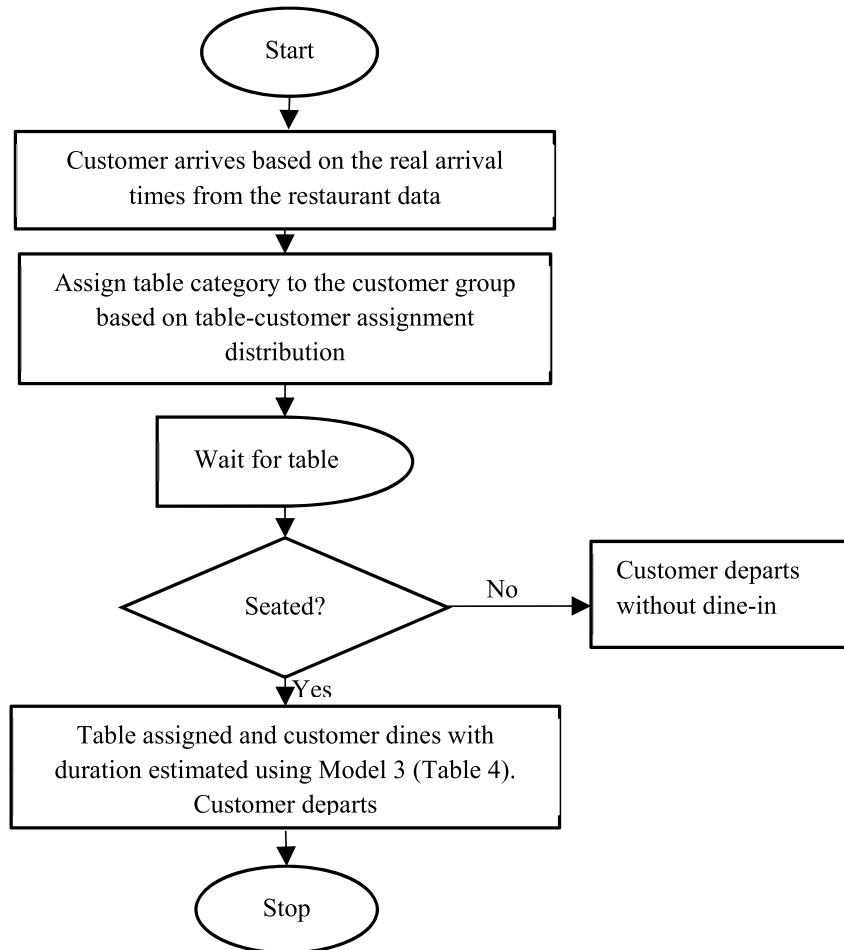 Start
Customer arrives based on the real arrival
times from the restaurant data
Assign table category to the customer group
based on table-customer assignment
distribution
Wait for table
Seated?
No
Customer departs
without dine-in
Yes
Table assigned and customer dines with
duration estimated using Model 3 (Table 4).
Customer departs
Stop